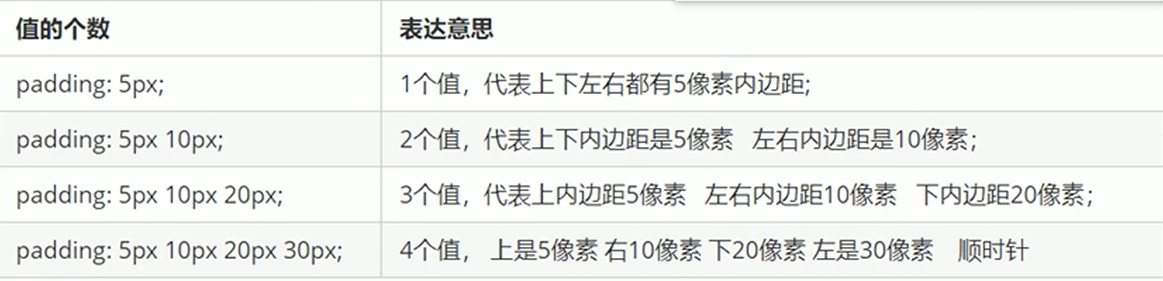 值的个数 表达意思
padding: 5px; 1个值，代表上下左右都有5像素内边距;
padding: 5px 10px; 2个值，代表上下内边距是5像素 左右内边距是10像素；
padding: 5px 10px 20px; 3个值，代表上内边距5像素 左右内边距10像素 下内边距20像素；
padding: 5px 10px 20px 30px; 4个值， 上是5像素 右10像素 下20像素 左是30像素 顺时针